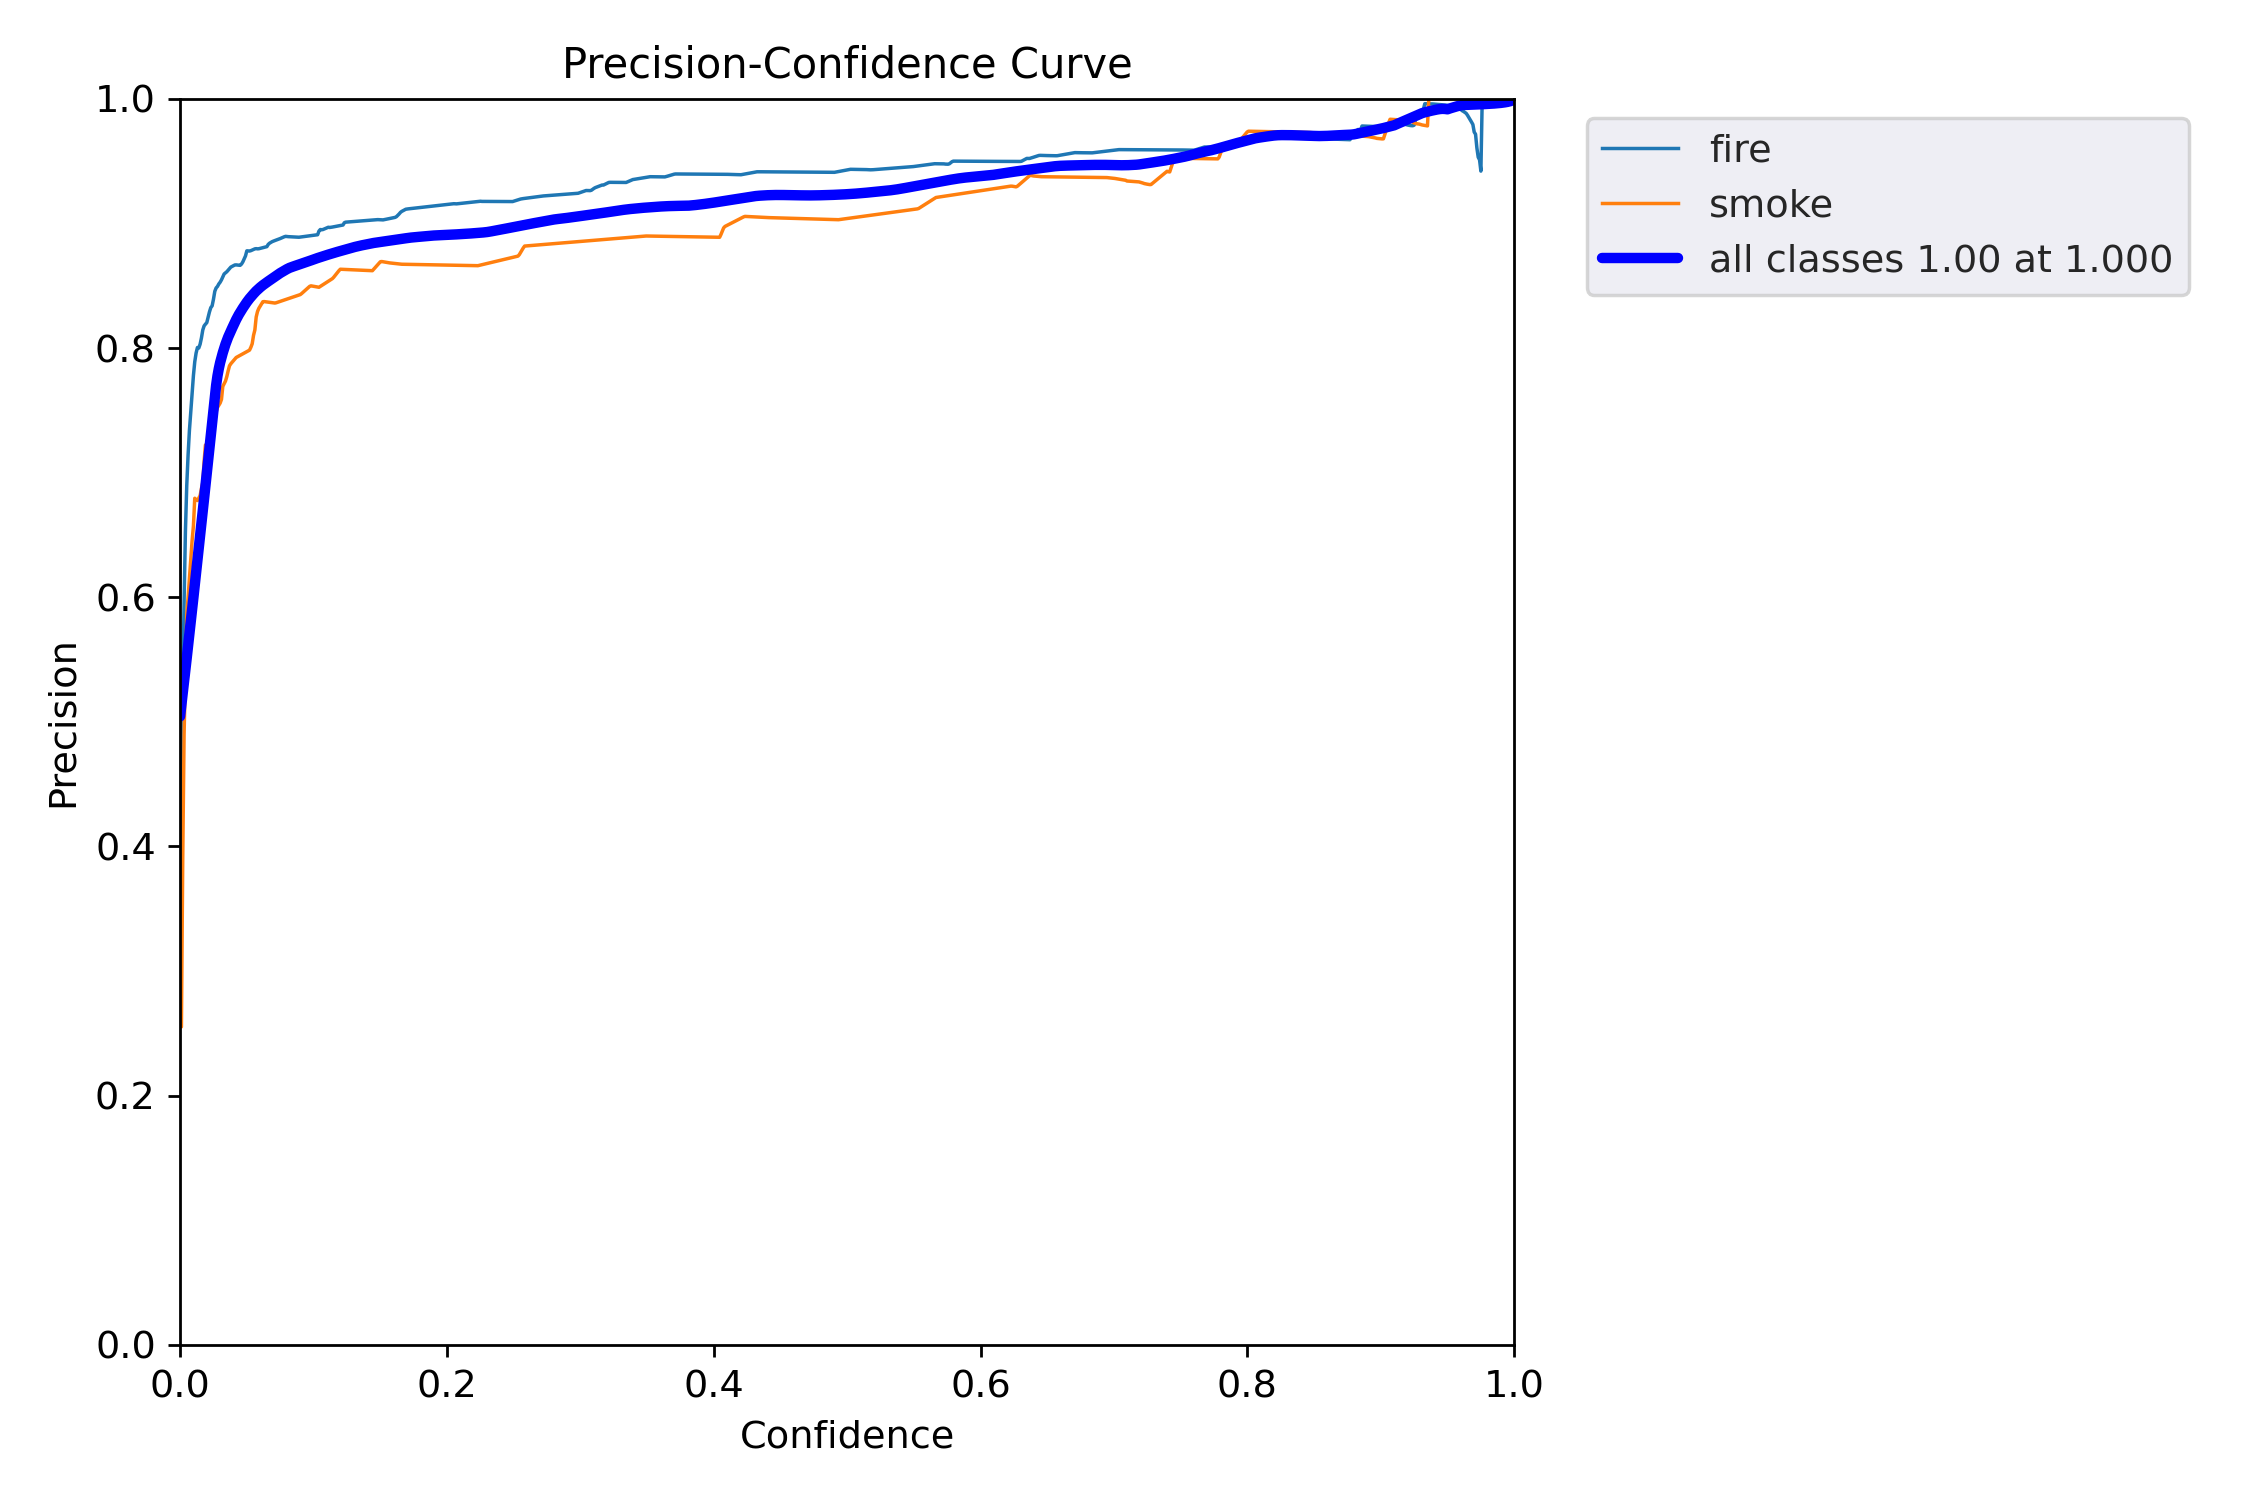 Precision-Confidence Curve
1.0
0.8
0.6
0.4
0.2
0.0
Precision
0.0 0.2 0.4 0.6 0.8 1.0
Confidence
fire
smoke
all classes 1.00 at 1.000